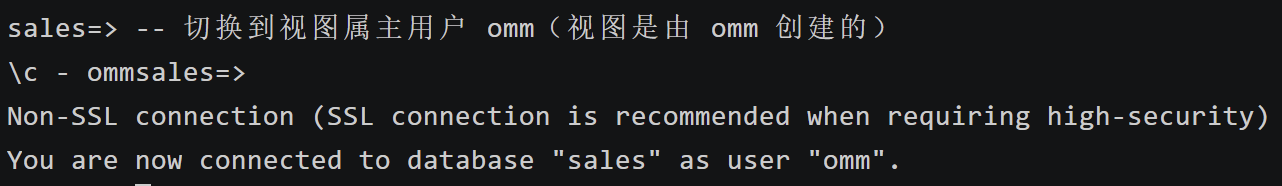 sales=> -- 切换到视图属主用户 omm（视图是由 omm 创建的）
\c - ommsales=>
Non-SSL connection (SSL connection is recommended when requiring high-security)
You are now connected to database "sales" as user "omm".